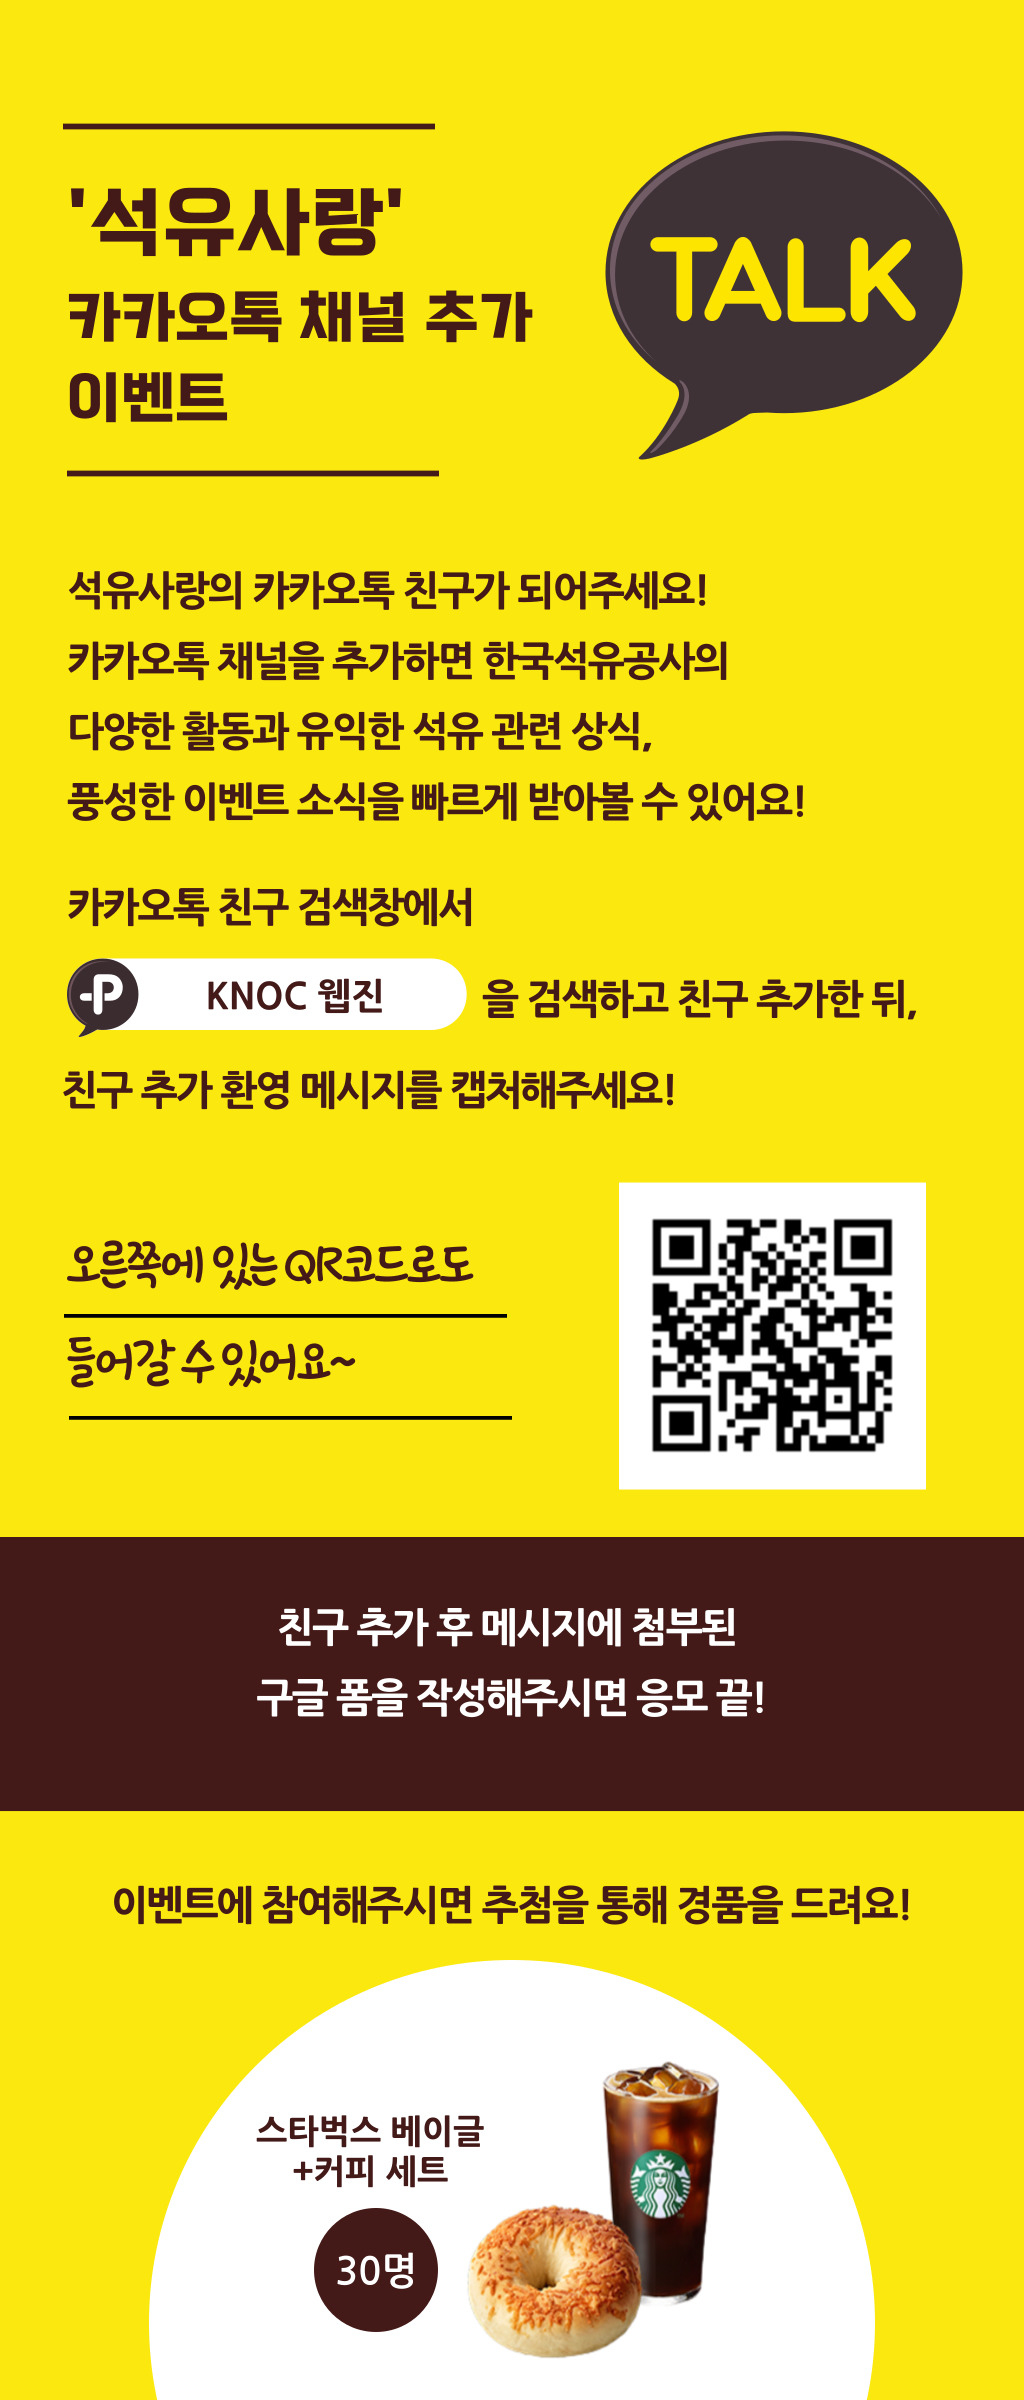 '석유사랑'
TALK
카카오톡 채널 추가
이벤트
석유사랑의 카카오톡 친구가 되어주세요!
카카오톡 채널을 추가하면 한국석유공사의
다양한 활동과 유익한 석유 관련 상식,
풍성한 이벤트 소식을 빠르게 받아볼 수 있어요!
카카오톡 친구 검색창에서
P KNOC 웹진 을 검색하고 친구 추가한 뒤,
친구 추가 환영 메시지를 캡처해주세요!
오른쪽에 있는 QR코드로도
들어갈 수 있어요~
친구 추가 후 메시지에 첨부된
구글 폼을 작성해주시면 응모 끝!
이벤트에 참여해주시면 추첨을 통해 경품을 드려요!
스타벅스 베이글
+커피 세트
30명